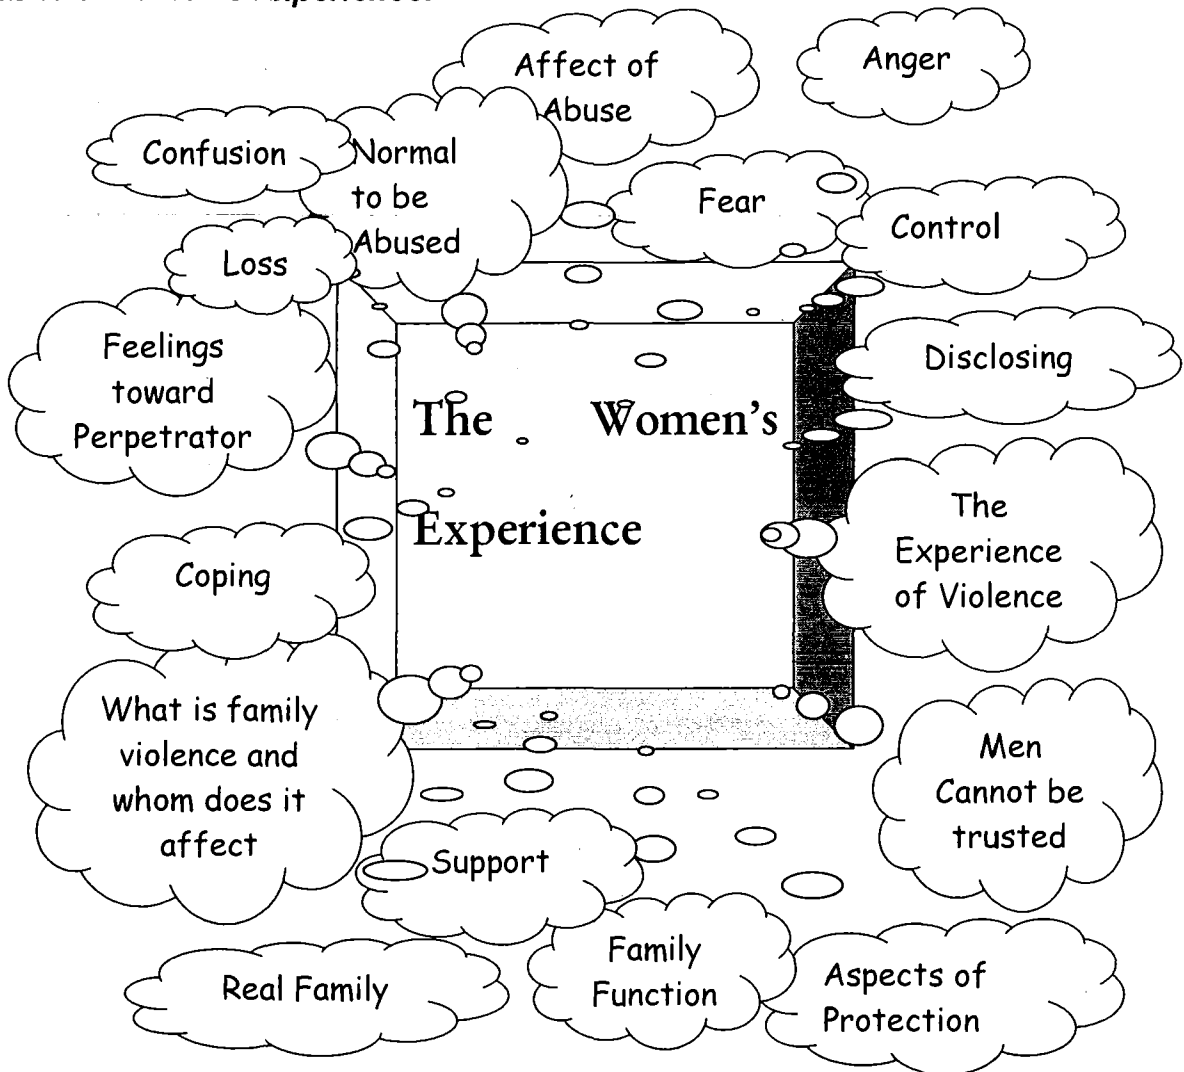 Affect of
Abuse
Anger
Confusion
Normal
to be
Abused
Fear
Control
Loss
Feelings
toward
Perpetrator
Disclosing
The Women's
Experience
The
Experience
of Violence
Coping
What is family
violence and
whom does it
affect
Men
Cannot be
trusted
Support
Real Family
Family
Function
Aspects of
Protection